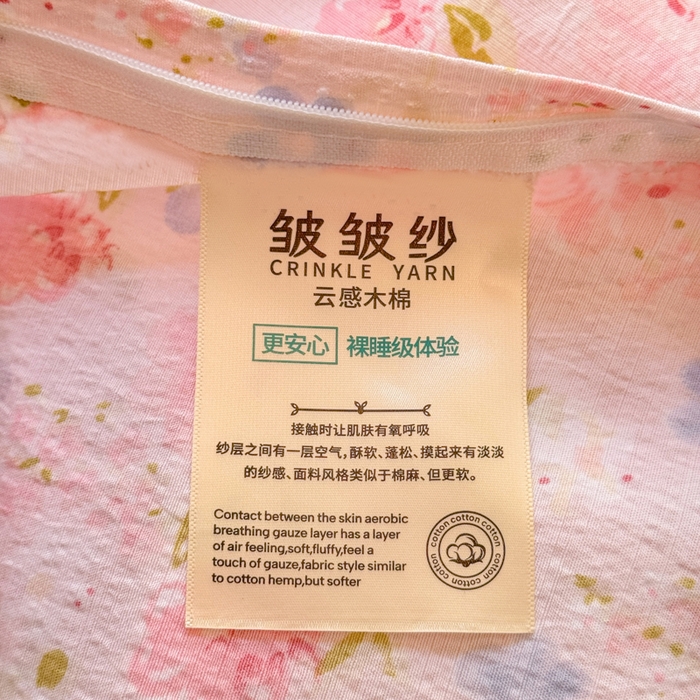 皱皱纱
CRINKLE YARN
云感木棉
更安心 裸睡级体验
接触时让肌肤有氧呼吸
纱层之间有一层空气,酥软、蓬松、摸起来有淡淡
的纱感、面料风格类似于棉麻、但更软。
Contact between the skin aerobic
breathing gauze layer has a layer
of air feeling,soft,fluffy,feel a
touch of gauze,fabric style similar
to cotton hemp,but softer
cotton cotton cotton cotton cotton cotton